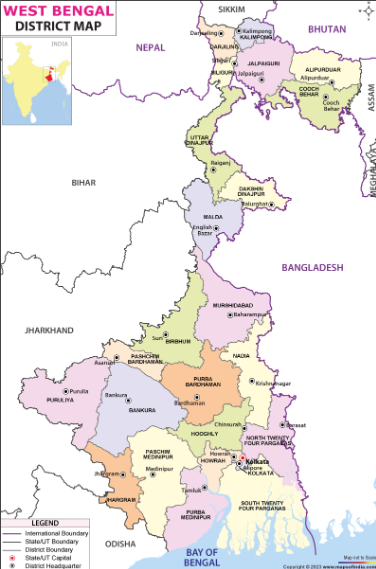 WEST BENGAL
DISTRICT MAP
INDIA
SIKKIM
BHUTAN
NEPAL
ASSAM
MEGHALAYA
BIHAR
BANGLADESH
JHARKHAND
ODISHA
BAY OF
BENGAL
Darjeling
DARJILING
Kalimpong
KALIMPONG
SILIGURI
JALPAIGURI
Jalpaiguri
ALIPURDUAR
Alipurduar
COOCH
BEHAR
Cooch
Behar
UTTAR
DINAJPUR
Raiganj
DAKSHIN
DINAJPUR
Balurghat
MALDA
English
Bazar
MURSHIDABAD
Baharampur
Suri
BIRBHUM
PASCHIM
BARDHAMAN
NADIA
Krishnanagar
PURBA
BARDHAMAN
Bardhaman
Purulia
PURULIYA
Bankura
BANKURA
HOOGHLY
Chinsurah
Barasat
NORTH TWENTY
FOUR PARGANAS
PASCHIM
MEDINIPUR
Medinipur
Howrah
HOWRAH
Kolkata
Alipore
KOLKATA
Jhargram
JHARGRAM
Tamluk
PURBA
MEDINIPUR
SOUTH TWENTY
FOUR PARGANAS
LEGEND
International Boundary
State/UT Boundary
District Boundary
State/UT Capital
District Headquarter
Map not to Scale
Copyright © 2023 www.mapsofindia.com